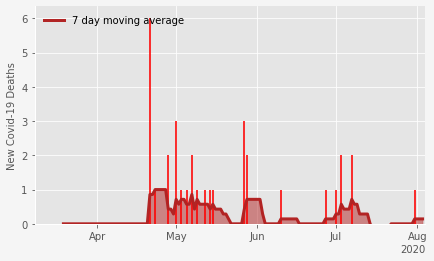 7 day moving average
New Covid-19 Deaths
6
5
4
3
2
1
0
Apr
May
Jun
Jul
Aug
2020